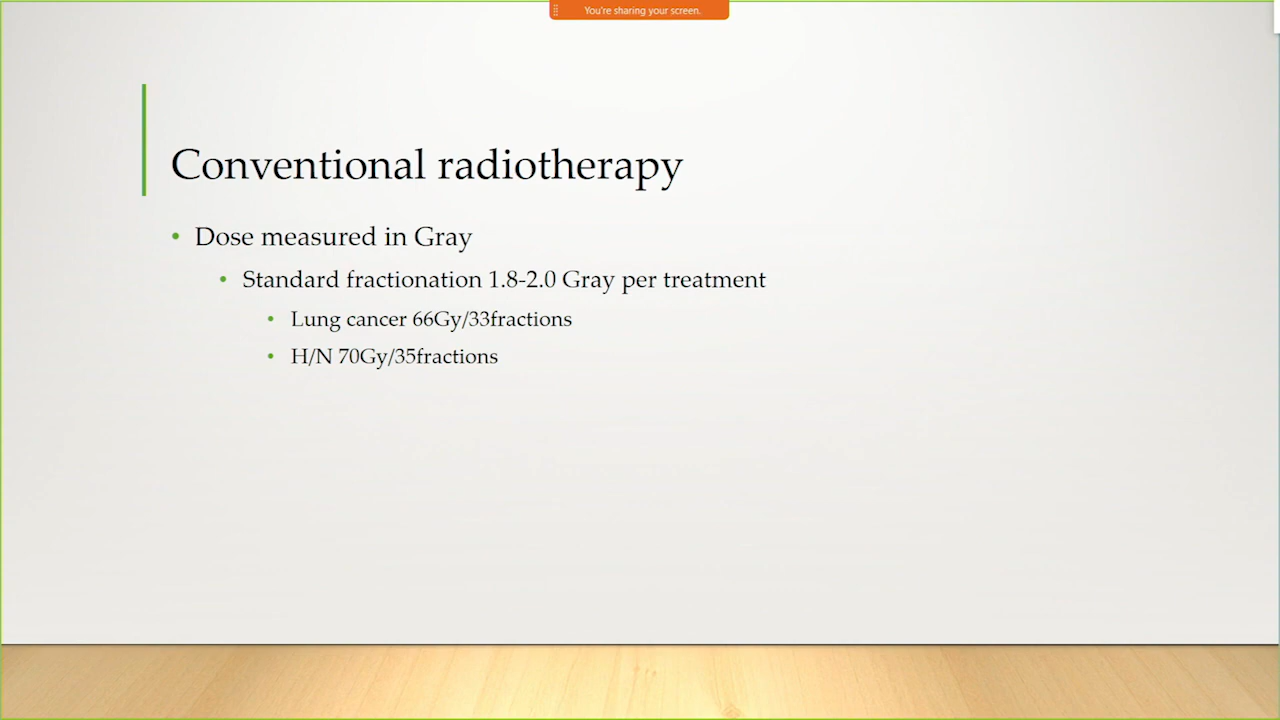 You're sharing your screen.
Conventional radiotherapy
• Dose measured in Gray
• Standard fractionation 1.8-2.0 Gray per treatment
• Lung cancer 66Gy/33fractions
• H/N 70Gy/35fractions